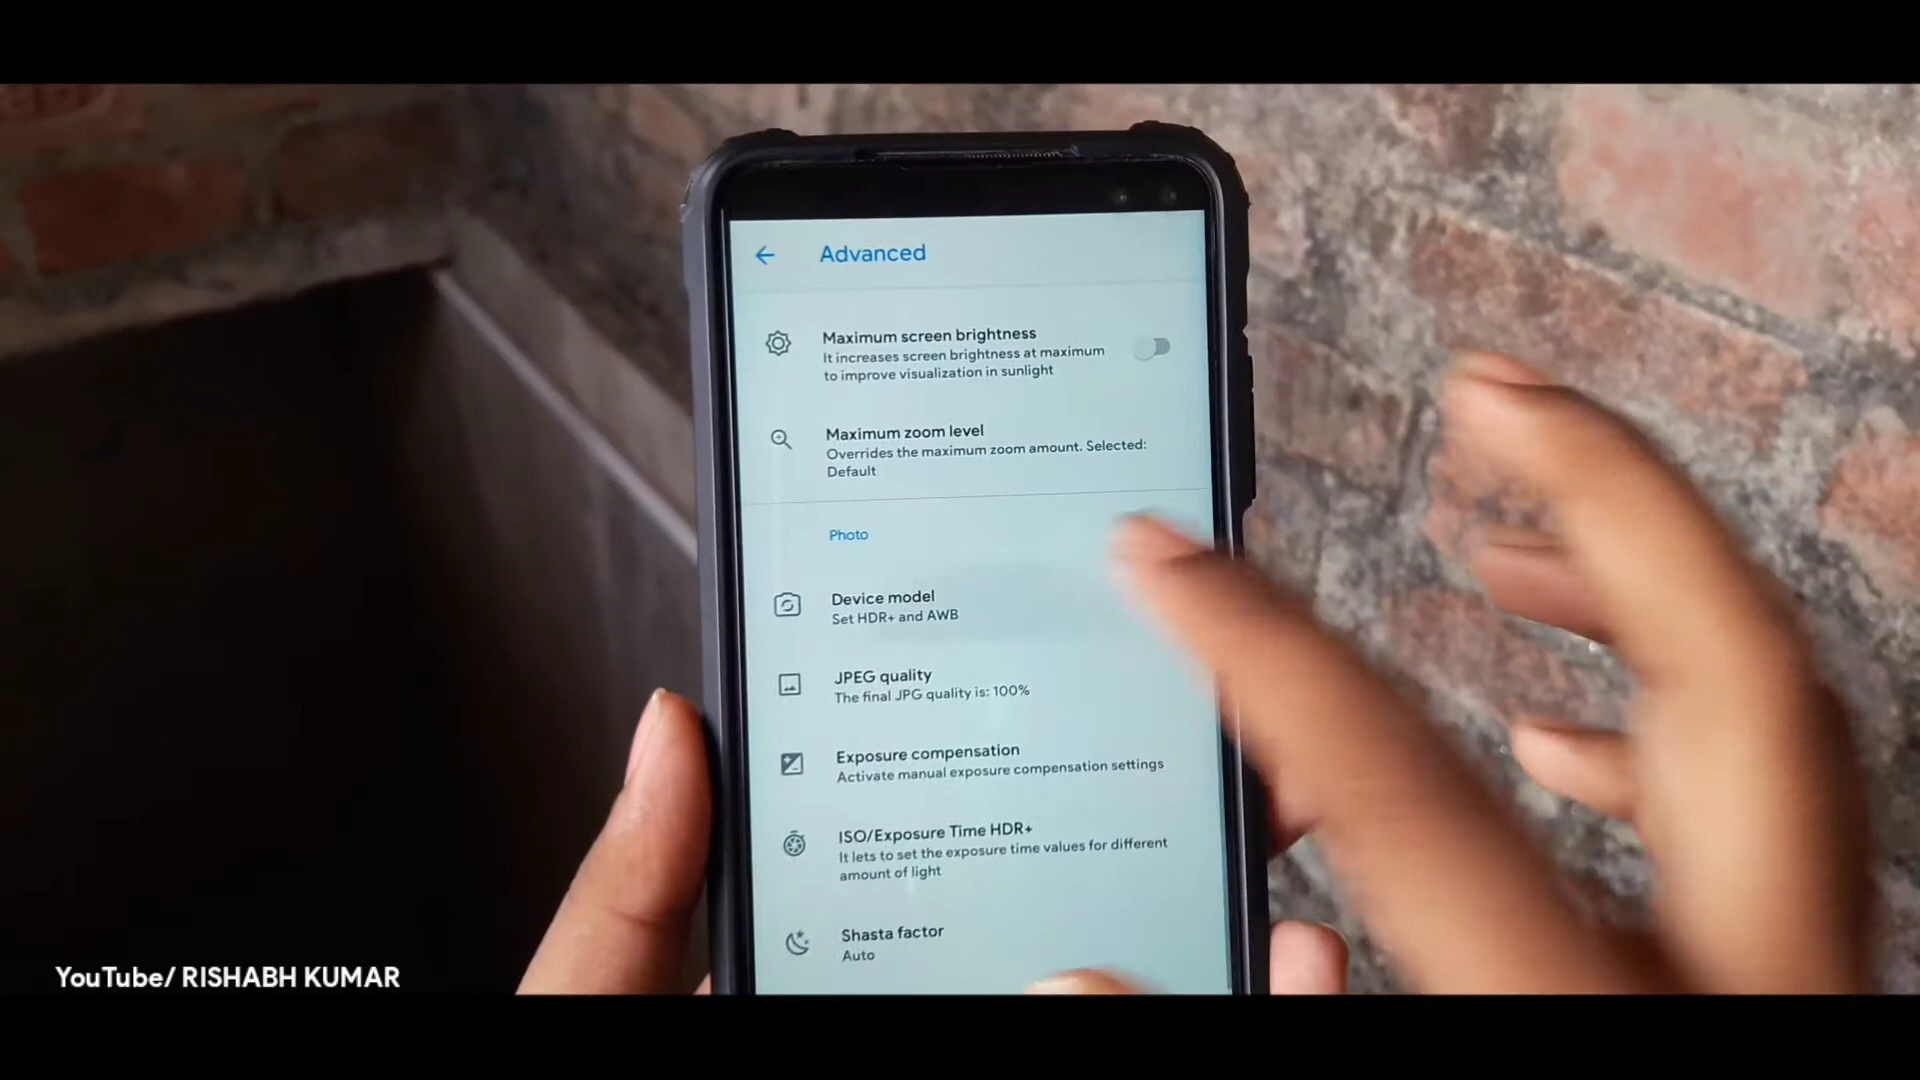 Advanced
Maximum screen brightness
It increases screen brightness at maximum
to improve visualization in sunlight
Maximum zoom level
Overrides the maximum zoom amount. Selected:
Default
Photo
Device model
Set HDR+ and AWB
JPEG quality
The final JPG quality is: 100%
Exposure compensation
Activate manual exposure compensation settings
ISO/Exposure Time HDR+
It lets to set the exposure time values for different
amount of light
Shasta factor
Auto
YouTube/ RISHABH KUMAR